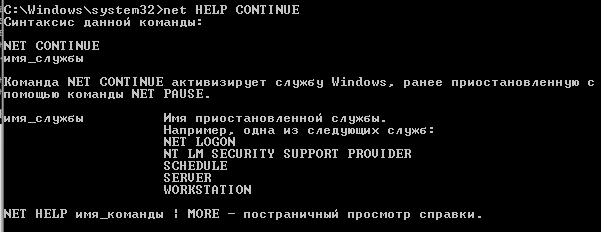 C:\Windows\system32>net HELP CONTINUE
Синтаксис данной команды:
NET CONTINUE
имя_службы
Команда NET CONTINUE активизирует службу Windows, ранее приостановленную с
помощью команды NET PAUSE.
имя_службы Имя приостановленной службы.
Например, одна из следующих служб:
NET LOGON
NT LM SECURITY SUPPORT PROVIDER
SCHEDULE
SERVER
WORKSTATION
NET HELP имя_команды ¦ MORE — постраничный просмотр справки.